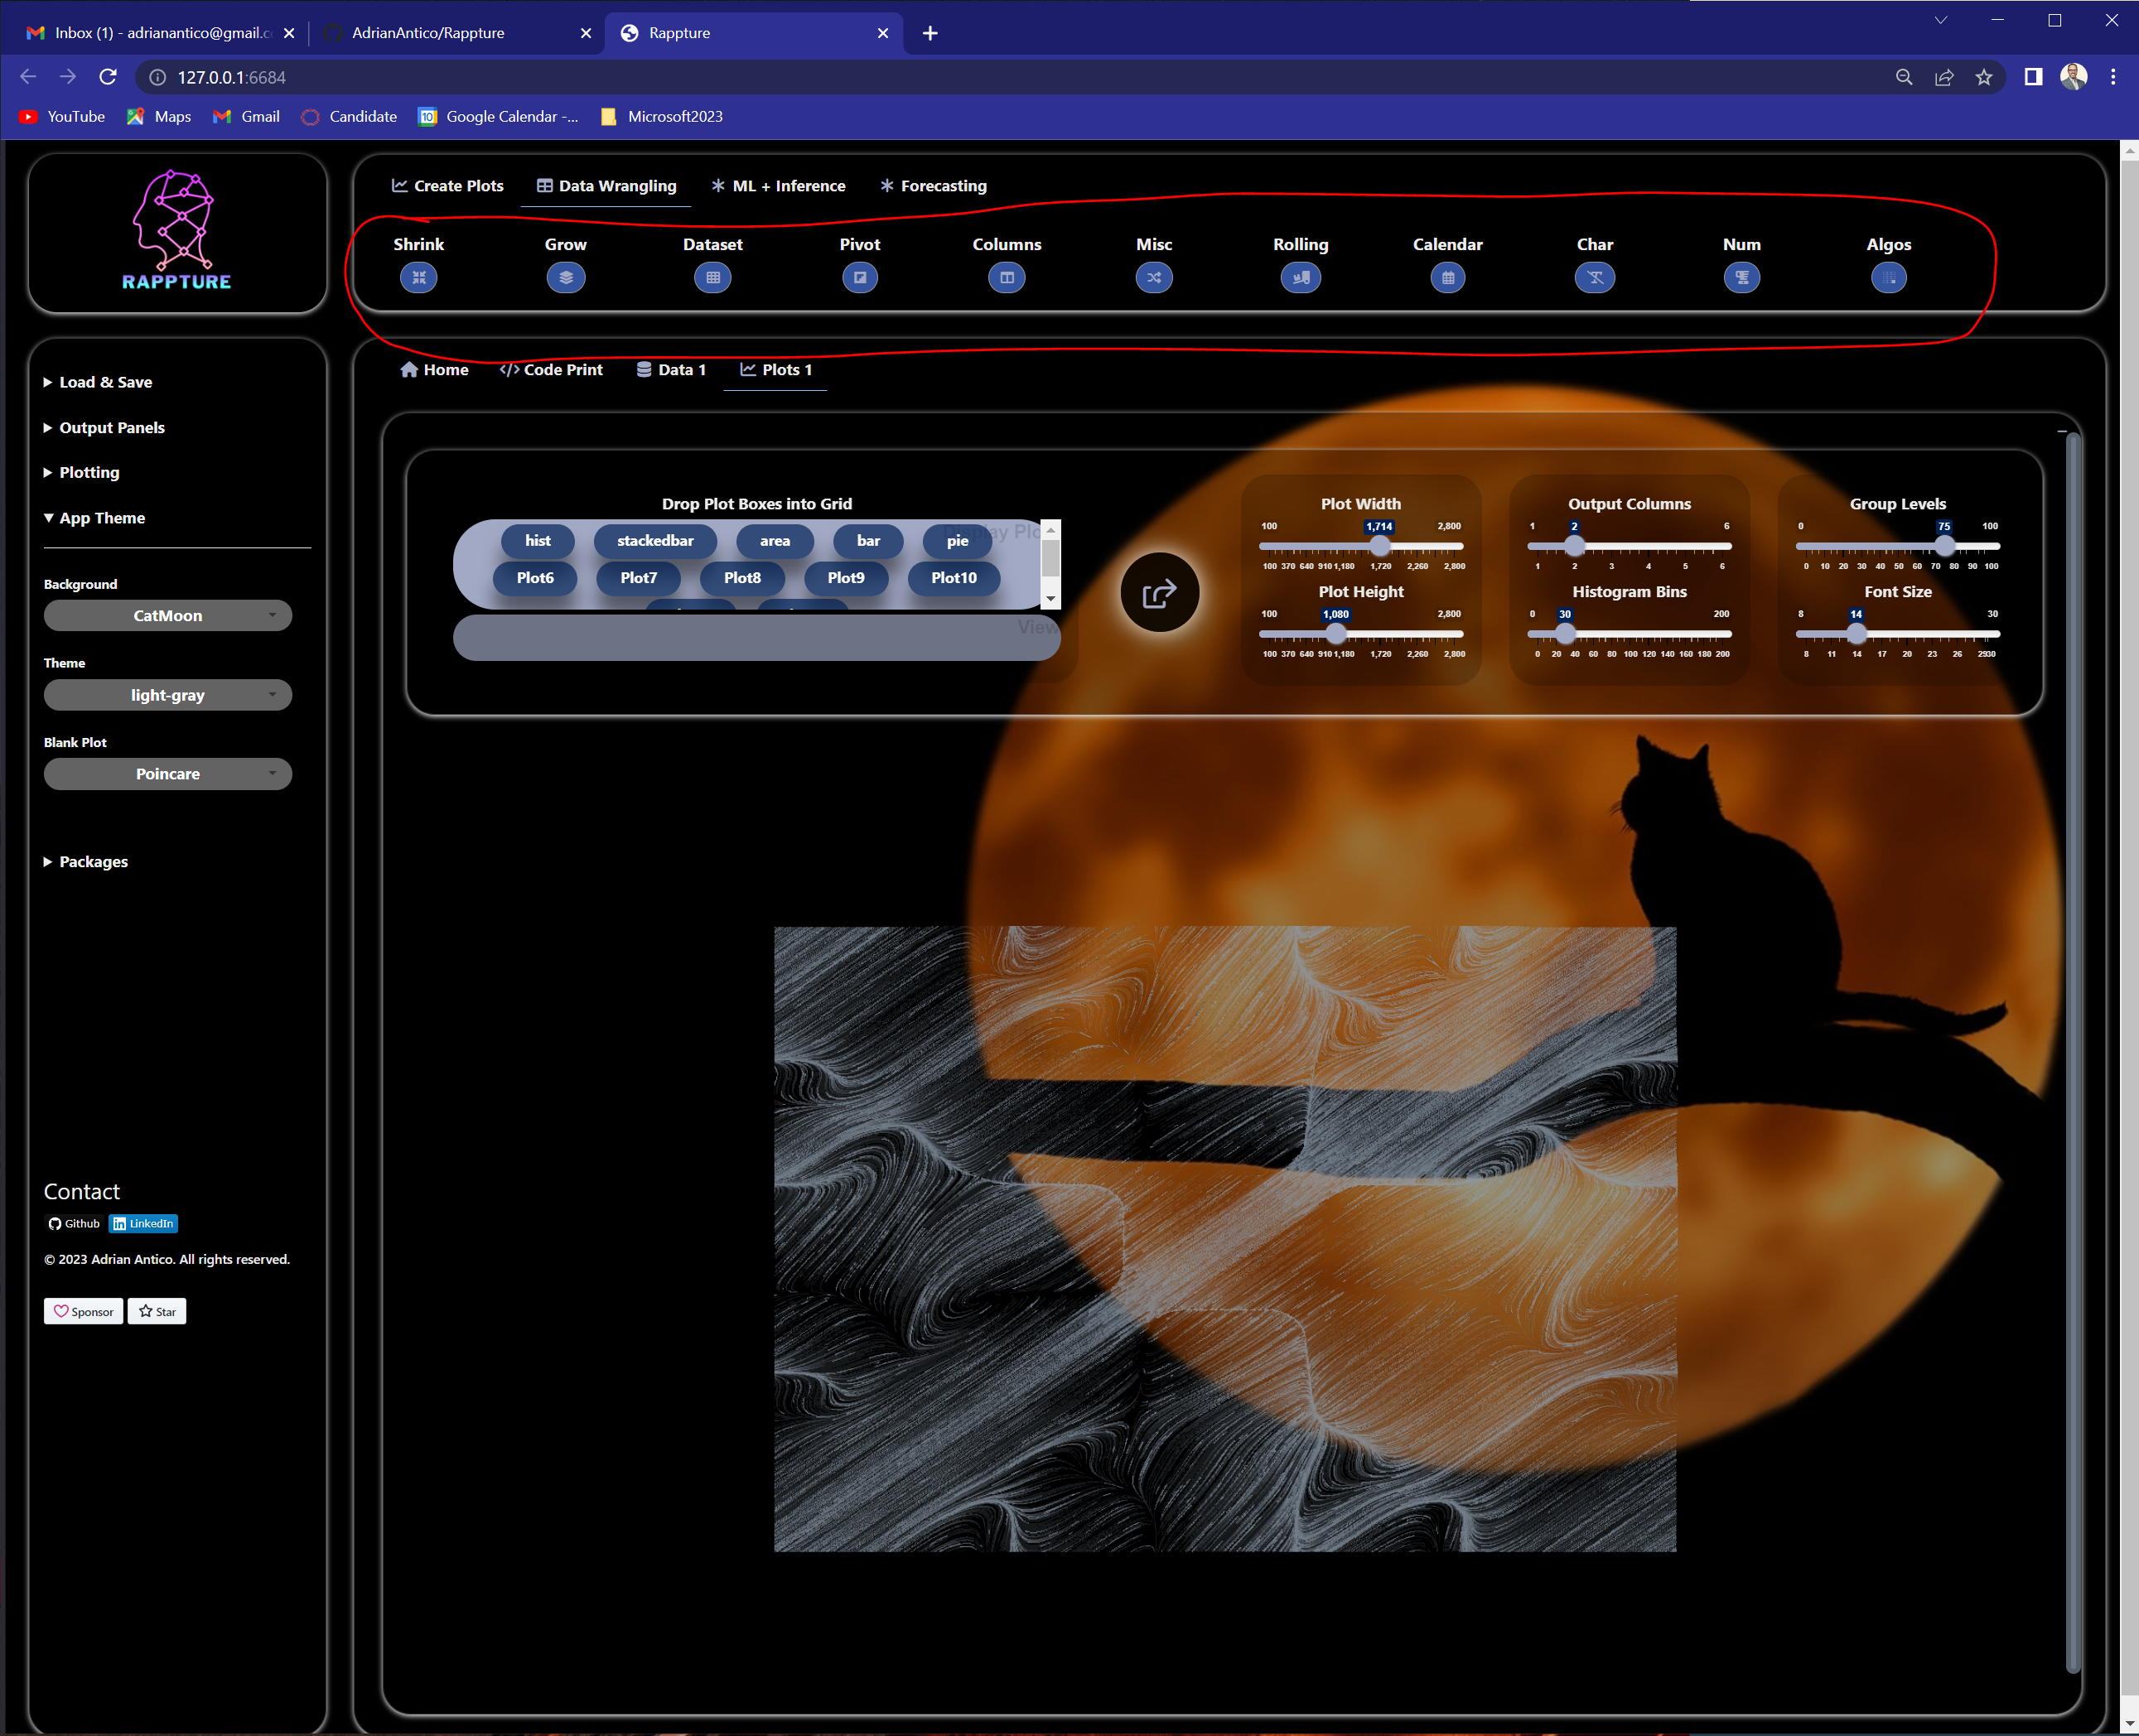 Inbox (1) - adrianantico@gmail.c
AdrianAntico/Rappture
Rappture
127.0.0.1:6684
YouTube
Maps
Gmail
Candidate
10
Google Calendar -...
Microsoft2023
RAPPTURE
Create Plots
Data Wrangling
ML + Inference
Forecasting
Shrink
Grow
Dataset
Pivot
Columns
Misc
Rolling
Calendar
Char
Num
Algos
Load & Save
Output Panels
Plotting
App Theme
Background
CatMoon
Theme
light-gray
Blank Plot
Poincare
Packages
Contact
Github
LinkedIn
© 2023 Adrian Antico. All rights reserved.
Sponsor
Star
Home
Code Print
Data 1
Plots 1
Drop Plot Boxes into Grid
Display Plo
hist
stackedbar
area
bar
pie
Plot6
Plot7
Plot8
Plot9
Plot10
View
Plot Width
100 1,714 2,800
100 370 640 910 1,180 1,720 2,260 2,800
Plot Height
100 1,080 2,800
100 370 640 910 1,180 1,720 2,260 2,800
Output Columns
1 2 6
1 2 3 4 5 6
Histogram Bins
0 30 200
0 20 40 60 80 100 120 140 160 180 200
Group Levels
0 75 100
0 10 20 30 40 50 60 70 80 90 100
Font Size
8 14 30
8 11 14 17 20 23 26 29 30